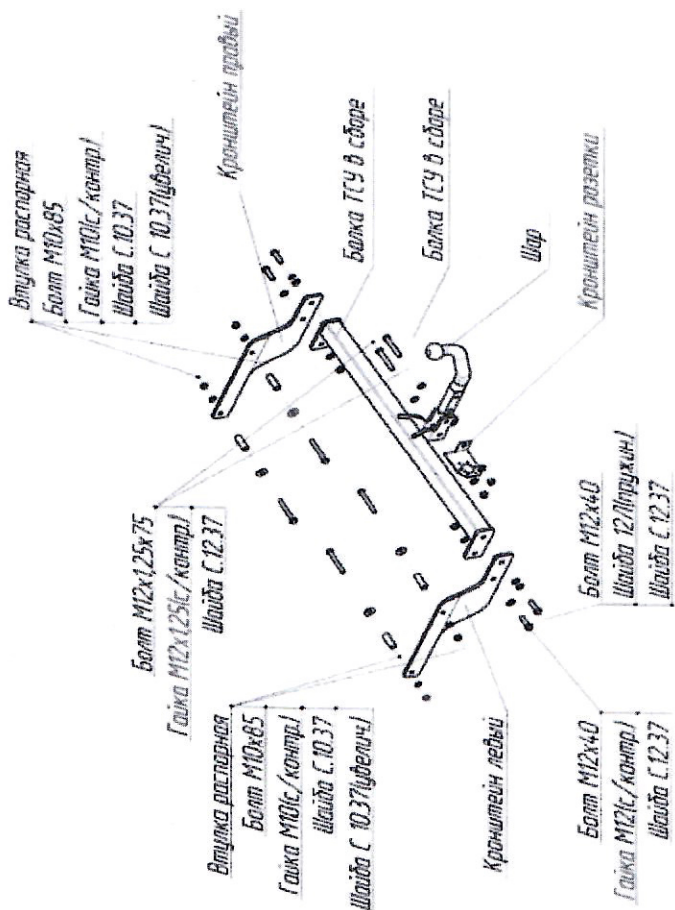 Втулка распорная
Болт М10х85
Гайка М10(с/контр.)
Шайба С.10.37
Шайба С 10.37(увелич.)
Кронштейн правый
Балка ТСУ в сборе
Балка ТСУ в сборе
Шар
Кронштейн розетки
Болт М12х1,25х75
Гайка М12х1,25(с/контр.)
Шайба С.12.37
Втулка распорная
Болт М10х85
Гайка М10(с/контр.)
Шайба С.10.37
Шайба С 10.37(увелич.)
Кронштейн левый
Болт М12х40
Шайба 12Л(пружин.)
Шайба С.12.37
Болт М12х40
Гайка М12(с/контр.)
Шайба С.12.37